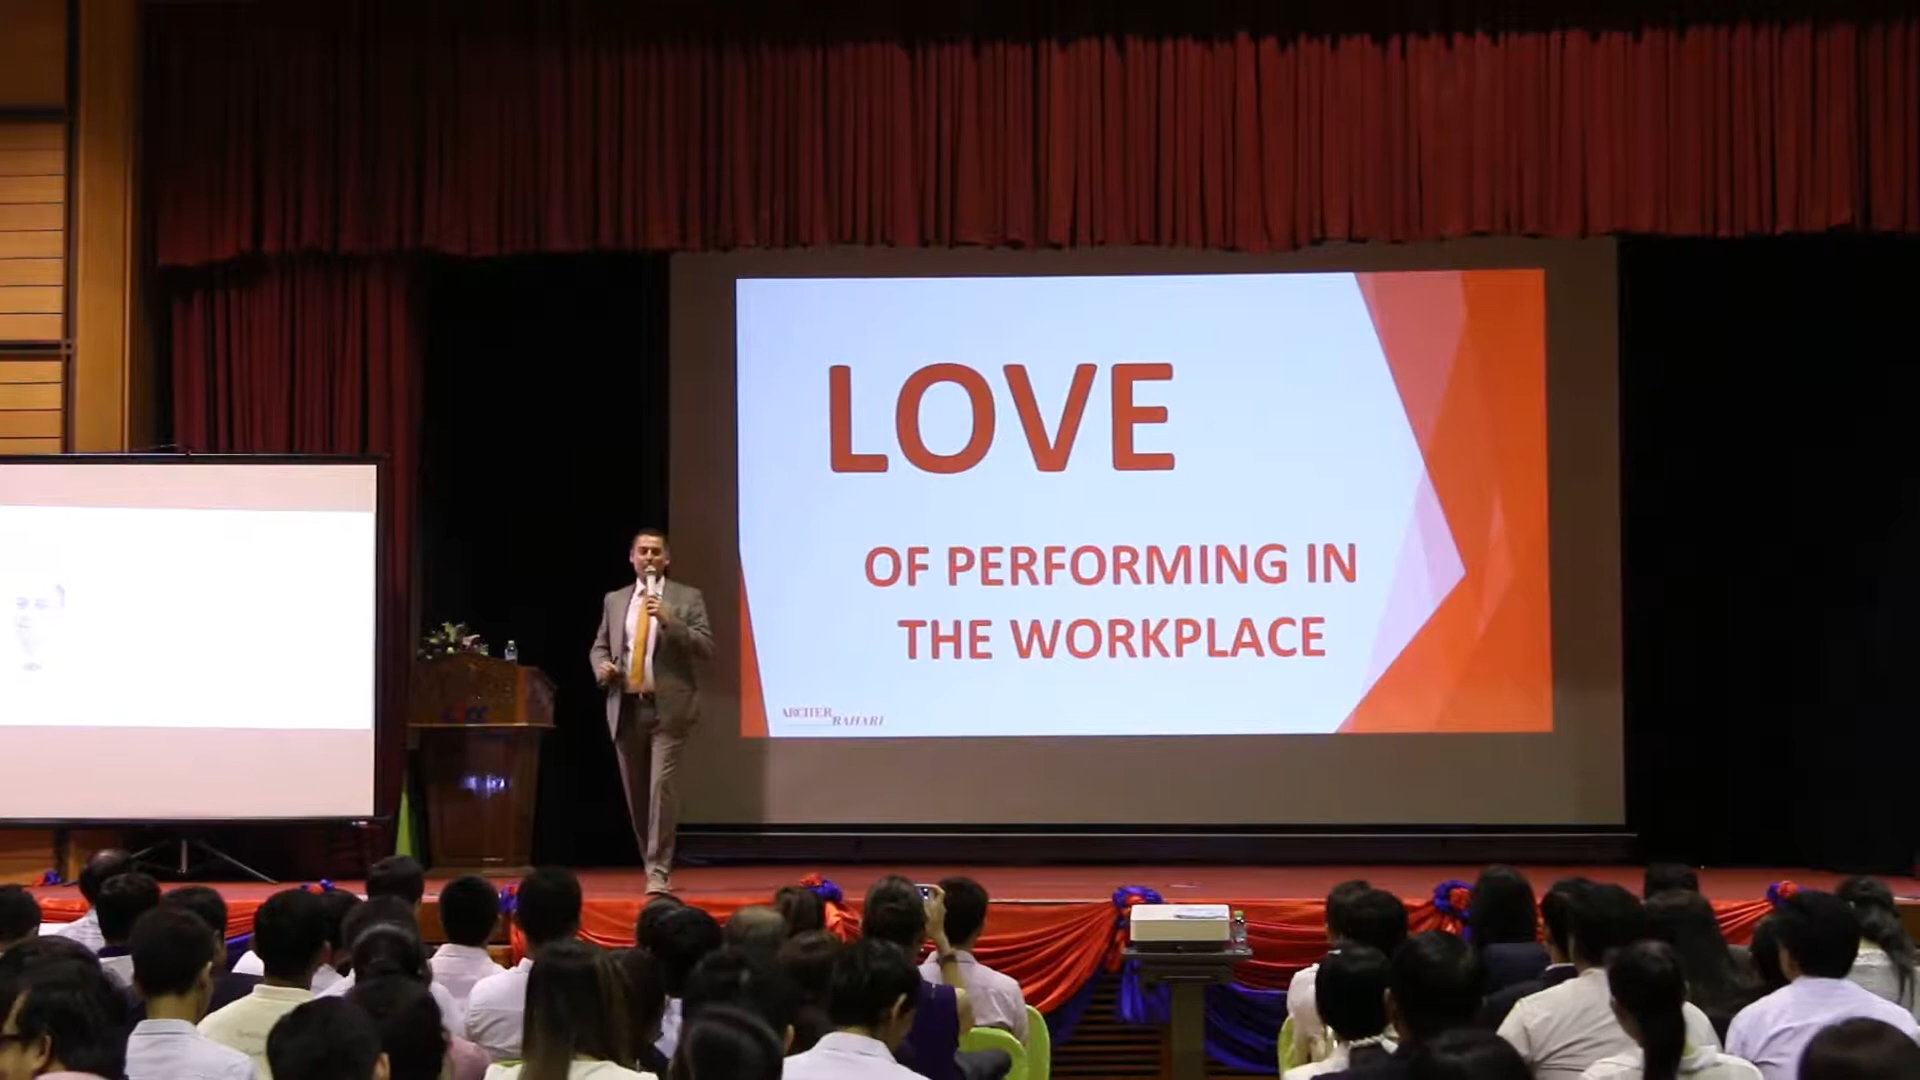 LOVE
OF PERFORMING IN
THE WORKPLACE
ARCHER
BAHARI